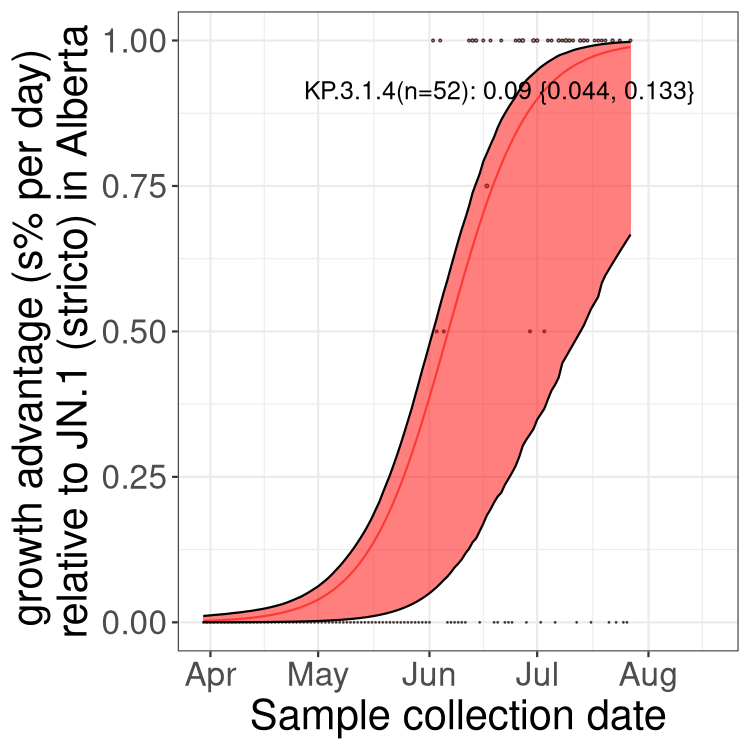 growth advantage (s% per day)
relative to JN.1 (stricto) in Alberta
1.00
0.75
0.50
0.25
0.00
KP.3.1.4(n=52): 0.09 {0.044, 0.133}
Apr May Jun Jul Aug
Sample collection date